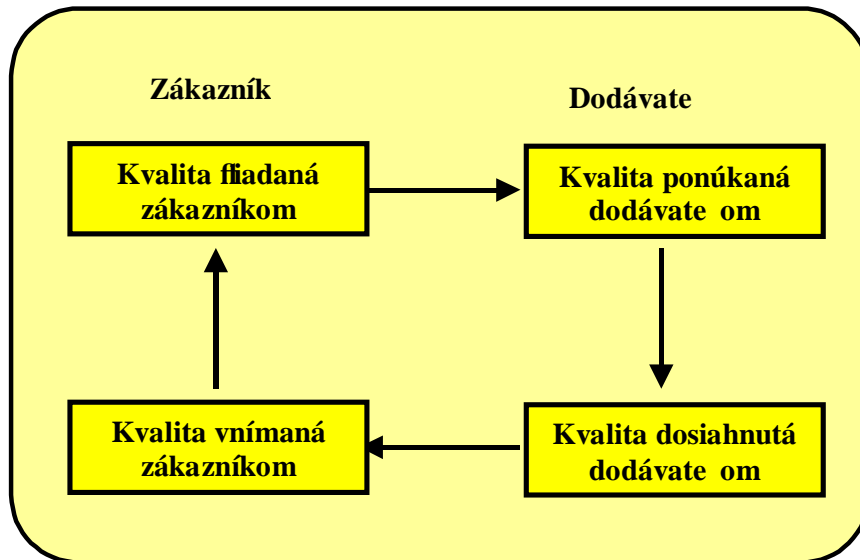 Zákazník
Dodávate
Kvalita fliadaná
zákazníkom
Kvalita ponúkaná
dodávate om
Kvalita vnímaná
zákazníkom
Kvalita dosiahnutá
dodávate om